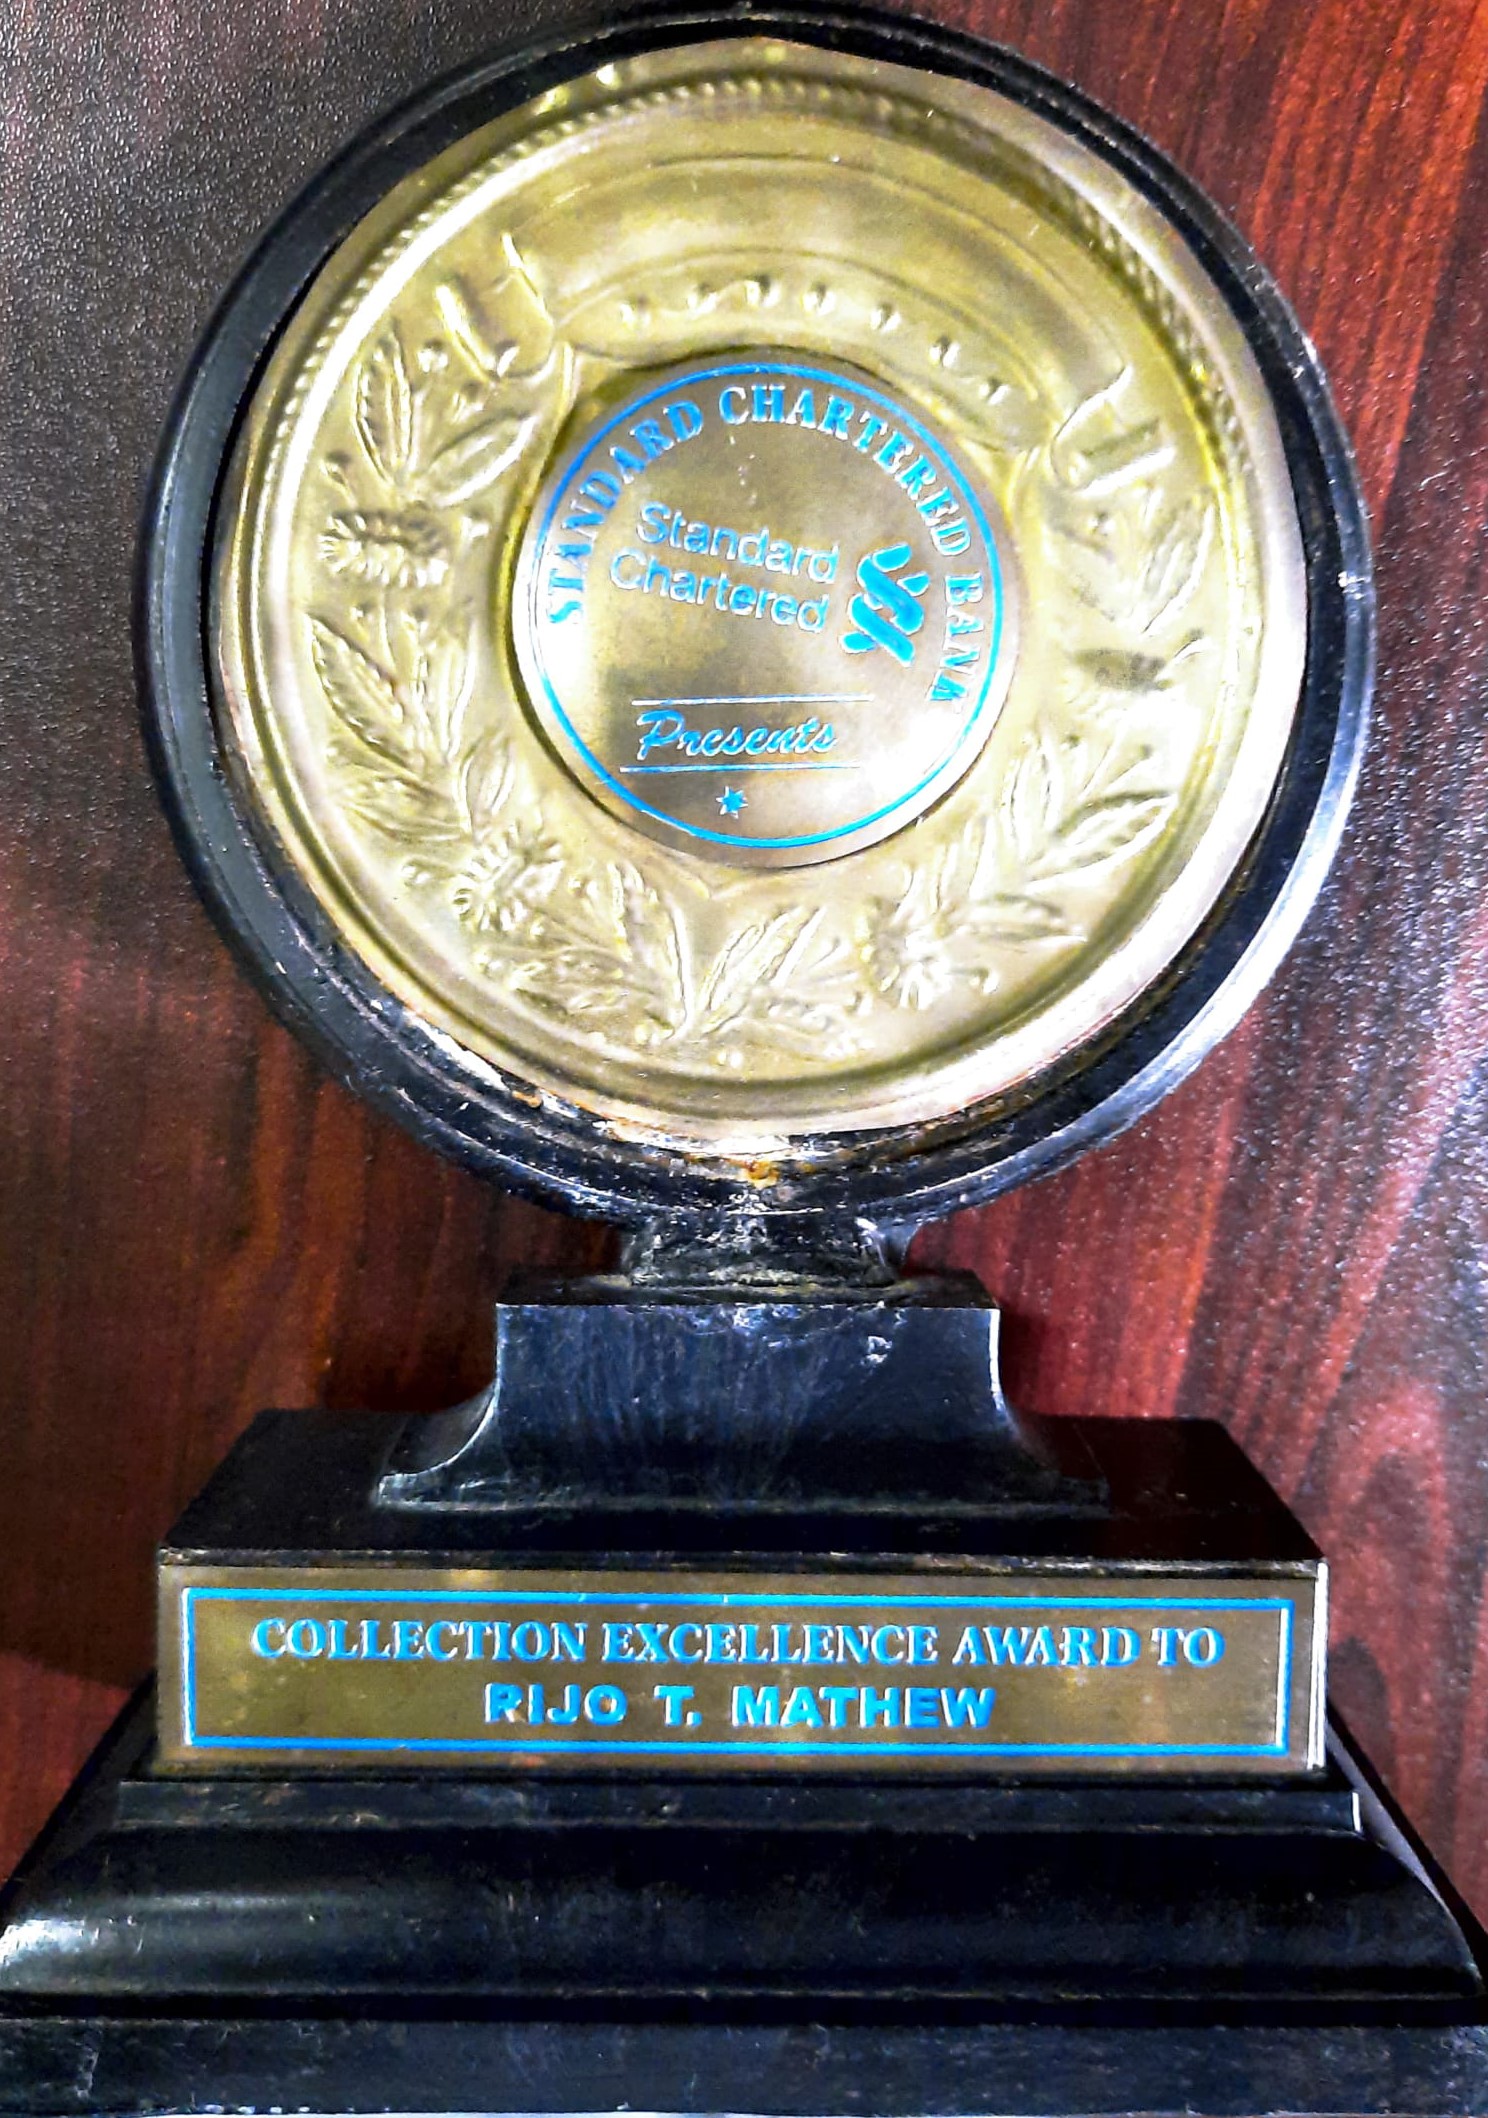 STANDARD CHARTERED BANK
Standard
Chartered
Presents
COLLECTION EXCELLENCE AWARD TO
RIJO T. MATHEW